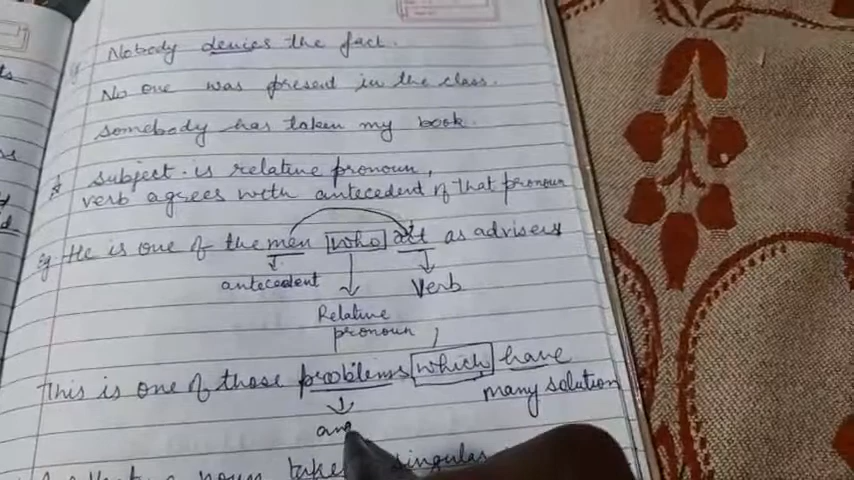 Nobody denies the fact.
No one was present in the class.
somebody has taken my book.
subject is relative pronoun,
verb agrees with antecedent of that pronoun
eg He is one of the men who act as advisers
antecedent verb
Relative
pronoun
This is one of those problems which have
many solution
an
singular